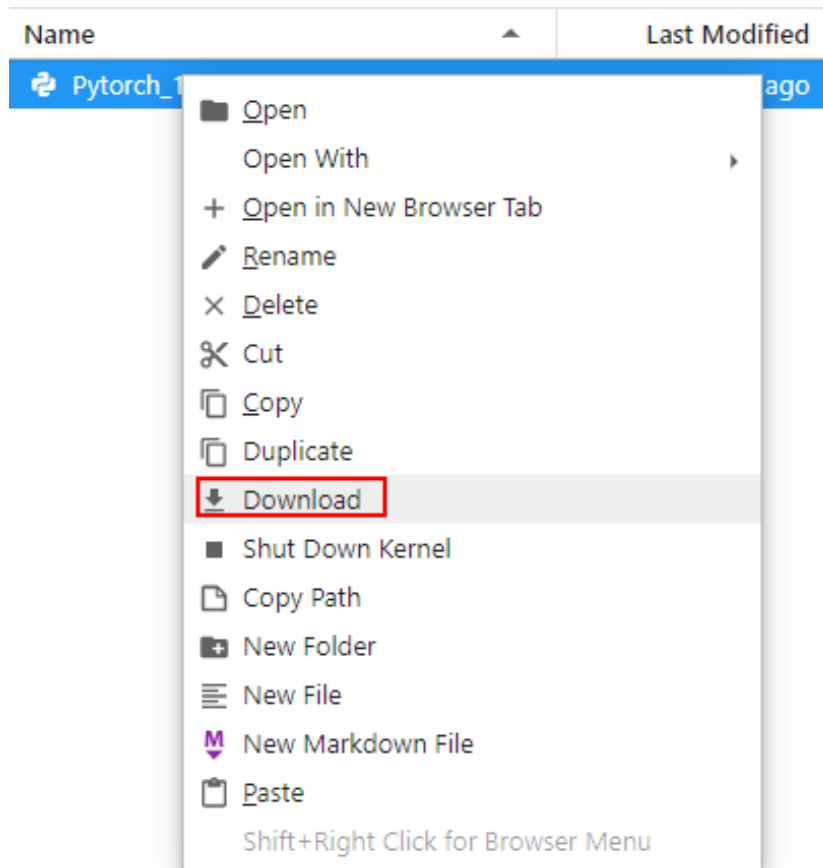 Name Last Modified
Pytorch_1 ago
Open
Open With
Open in New Browser Tab
Rename
Delete
Cut
Copy
Duplicate
Download
Shut Down Kernel
Copy Path
New Folder
New File
New Markdown File
Paste
Shift+Right Click for Browser Menu